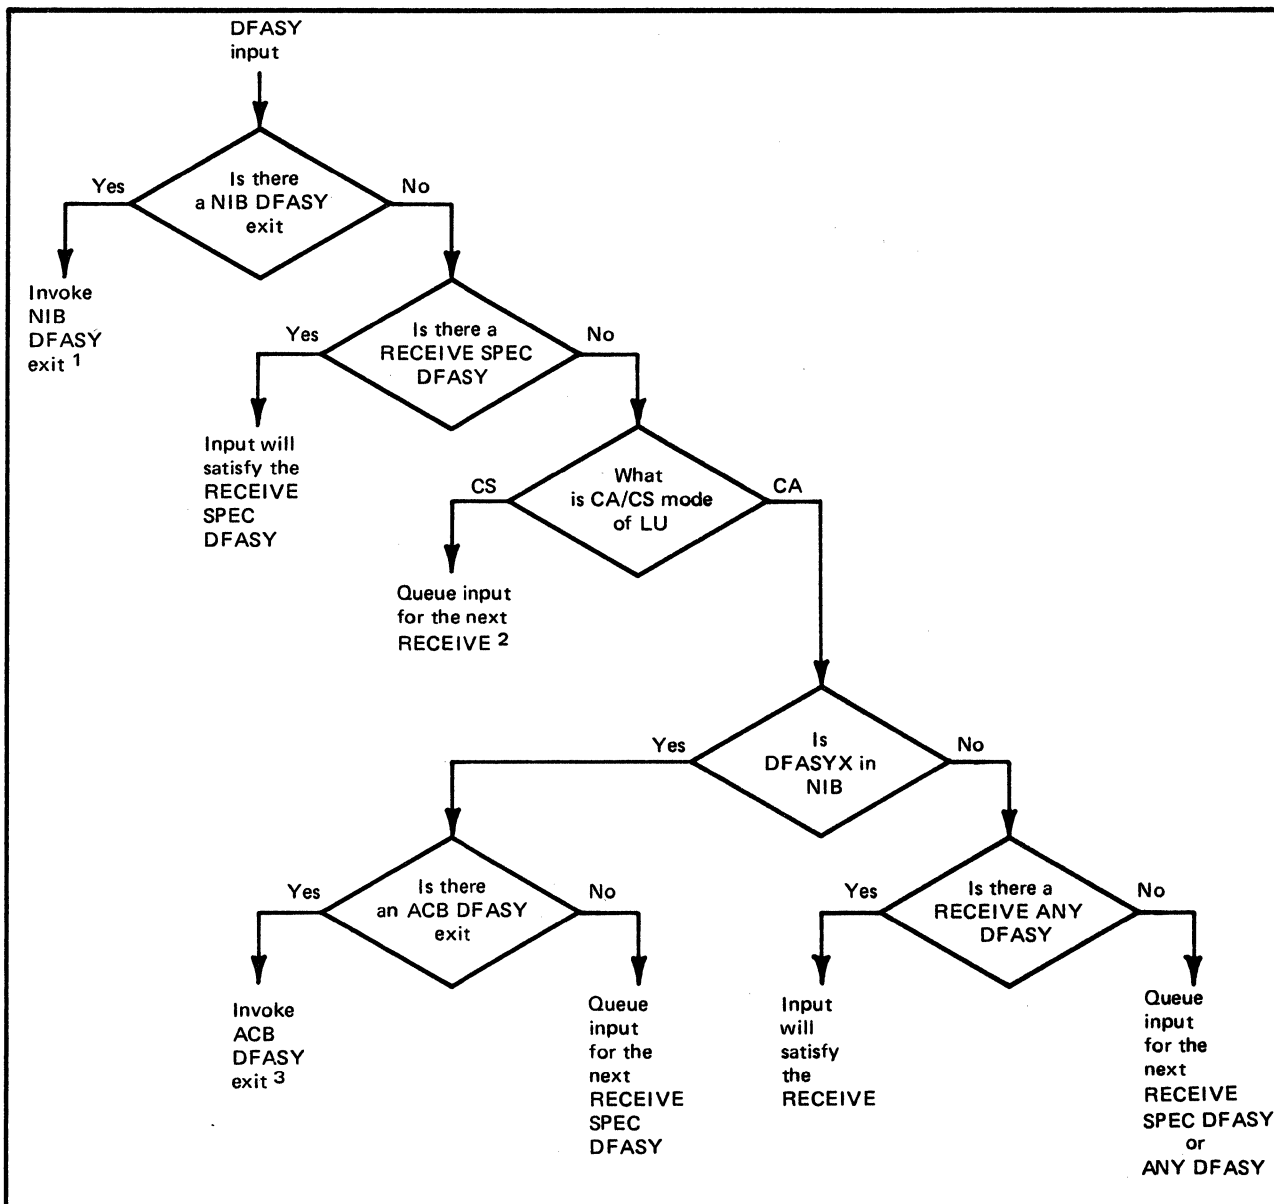 DFASY
input
Is there
a NIB DFASY
exit
Yes
No
Invoke
NIB
DFASY
exit 1
Is there a
RECEIVE SPEC
DFASY
Yes
No
Input will
satisfy the
RECEIVE
SPEC
DFASY
What
is CA/CS mode
of LU
CS
CA
Queue input
for the next
RECEIVE 2
Is
DFASYX in
NIB
Yes
No
Is there
an ACB DFASY
exit
Yes
No
Is there a
RECEIVE ANY
DFASY
Yes
No
Invoke
ACB
DFASY
exit 3
Queue
input
for the
next
RECEIVE
SPEC
DFASY
Input
will
satisfy
the
RECEIVE
Queue
input
for the
next
RECEIVE
SPEC DFASY
or
ANY DFASY